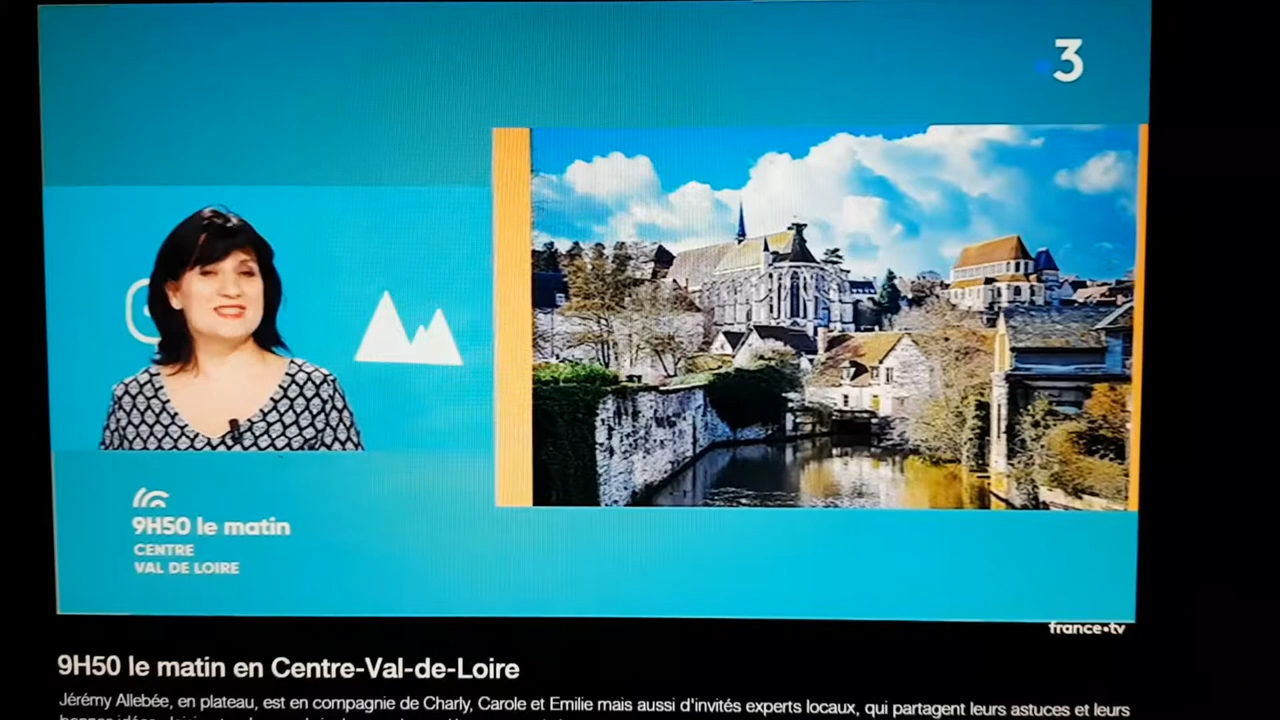 3
9H50 le matin
CENTRE
VAL DE LOIRE
france•tv
9H50 le matin en Centre-Val-de-Loire
Jérémy Allebée, en plateau, est en compagnie de Charly, Carole et Emilie mais aussi d'invités experts locaux, qui partagent leurs astuces et leurs